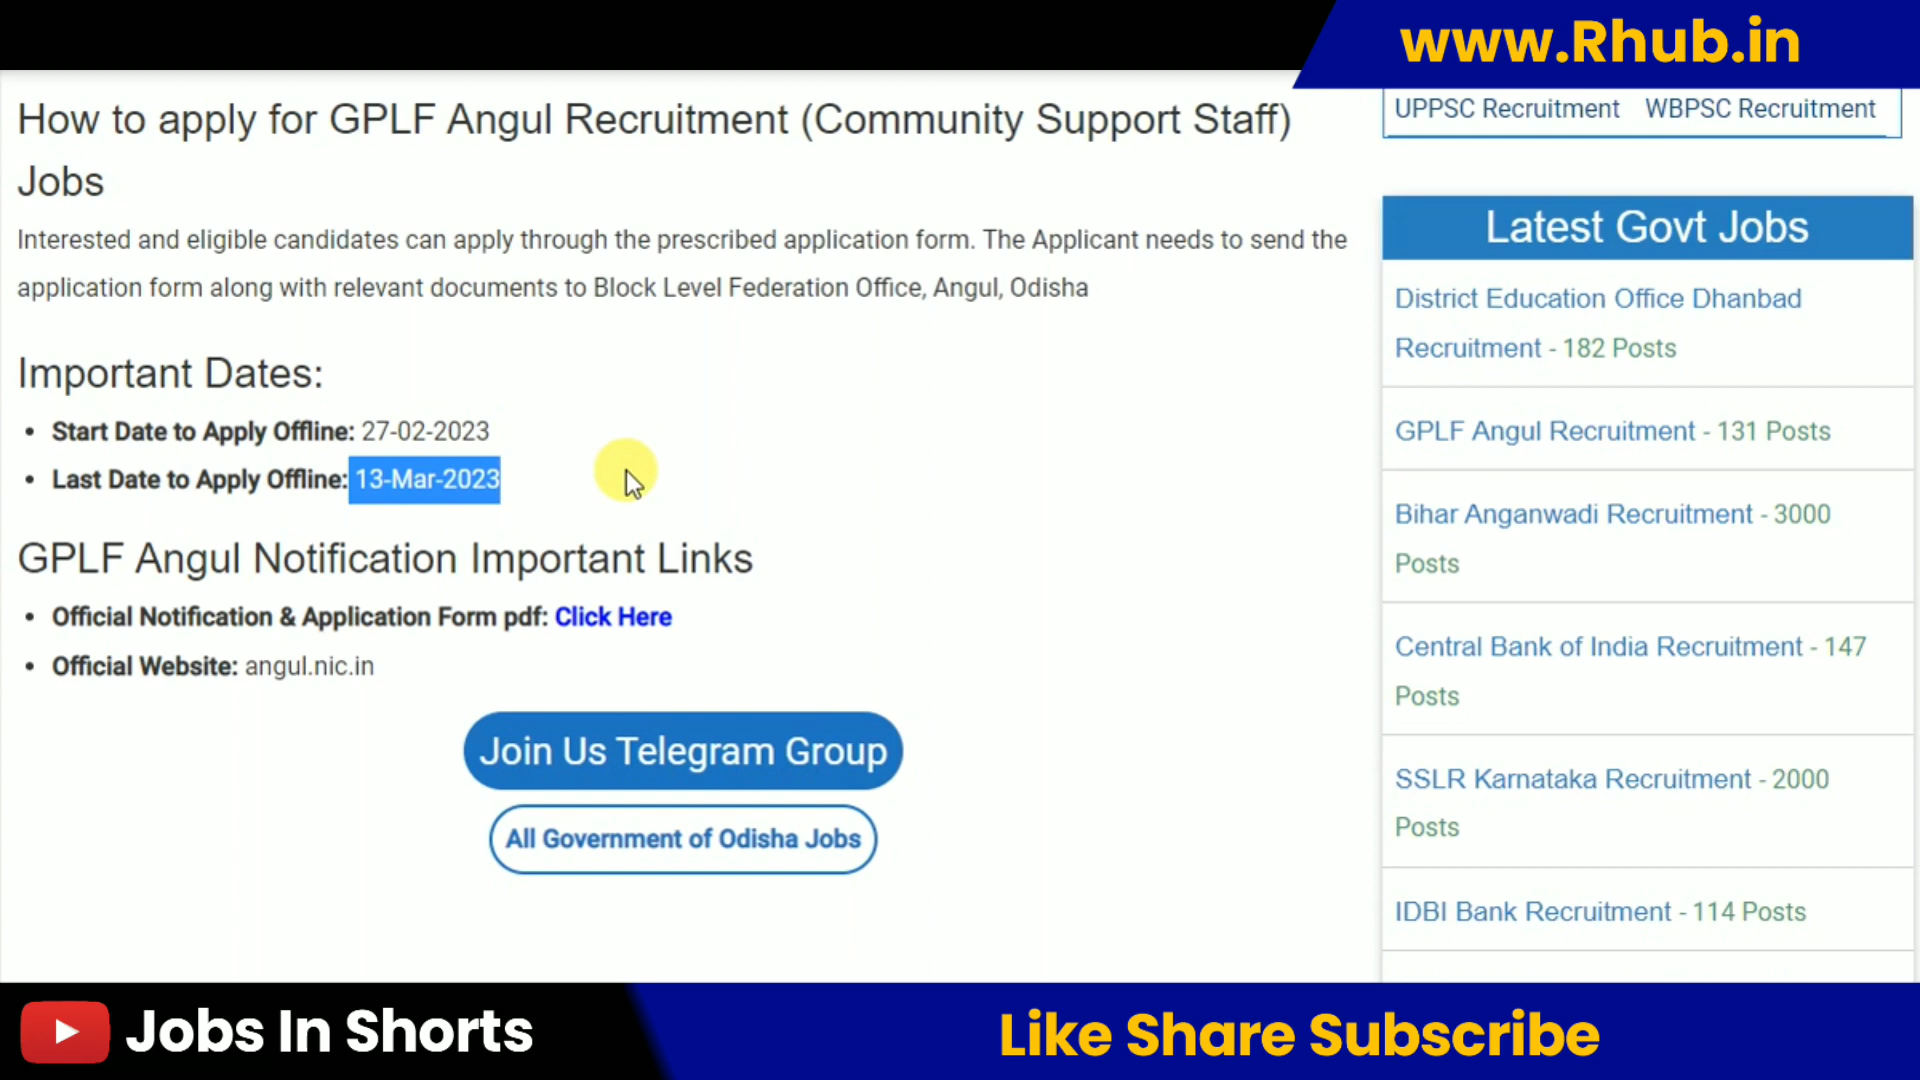 www.Rhub.in
How to apply for GPLF Angul Recruitment (Community Support Staff)
Jobs
Interested and eligible candidates can apply through the prescribed application form. The Applicant needs to send the
application form along with relevant documents to Block Level Federation Office, Angul, Odisha
Important Dates:
• Start Date to Apply Offline: 27-02-2023
• Last Date to Apply Offline: 13-Mar-2023
GPLF Angul Notification Important Links
• Official Notification & Application Form pdf: Click Here
• Official Website: angul.nic.in
Join Us Telegram Group
All Government of Odisha Jobs
UPPSC Recruitment WBPSC Recruitment
Latest Govt Jobs
District Education Office Dhanbad
Recruitment - 182 Posts
GPLF Angul Recruitment - 131 Posts
Bihar Anganwadi Recruitment - 3000
Posts
Central Bank of India Recruitment - 147
Posts
SSLR Karnataka Recruitment - 2000
Posts
IDBI Bank Recruitment - 114 Posts
Jobs In Shorts
Like Share Subscribe